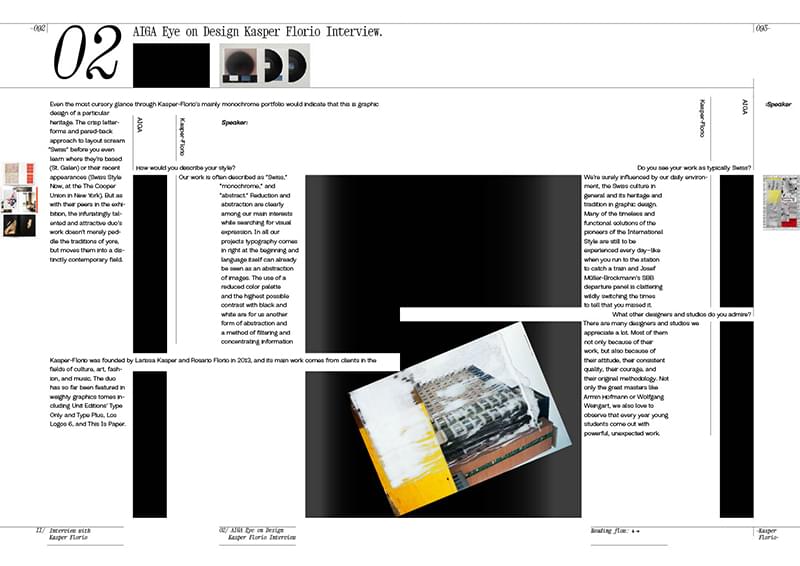 -092
02
AIGA Eye on Design Kasper Florio Interview.
093-
Even the most cursory glance through Kasper-Florio's mainly monochrome portfolio would indicate that this is graphic
design of a particular
heritage. The crisp letter-
forms and pared-back
approach to layout scream
"Swiss" before you even
learn where they're based
(St. Galen) or their recent
appearances (Swiss Style
Now, at the The Cooper
Union in New York). But as
with their peers in the exhi-
bition, the infuriatingly tal-
ented and attractive duo's
work doesn't merely ped-
dle the traditions of yore,
but moves them into a dis-
tinctly contemporary field.
Kasper-Florio was founded by Larissa Kasper and Rosario Florio in 2013, and its main work comes from clients in the
fields of culture, art, fash-
ion, and music. The duo
has so far been featured in
weighty graphics tomes in-
cluding Unit Editions' Type
Only and Type Plus, Los
Logos 6, and This Is Paper.
AIGA
Kasper-Florio
Speaker:
How would you describe your style?
Our work is often described as "Swiss,"
"monochrome," and
"abstract." Reduction and
abstraction are clearly
among our main interests
while searching for visual
expression. In all our
projects typography comes
in right at the beginning and
language itself can already
be seen as an abstraction
of images. The use of a
reduced color palette
and the highest possible
contrast with black and
white are for us another
form of abstraction and
a method of filtering and
concentrating information
Kasper-Florio
AIGA
:Speaker
Do you see your work as typically Swiss?
We're surely influenced by our daily environ-
ment, the Swiss culture in
general and its heritage and
tradition in graphic design.
Many of the timeless and
functional solutions of the
pioneers of the International
Style are still to be
experienced every day—like
when you run to the station
to catch a train and Josef
Müller-Brockmann's SBB
departure panel is clattering
wildly switching the times
to tell that you missed it.
What other designers and studios do you admire?
There are many designers and studios we
appreciate a lot. Most of them
not only because of their
work, but also because of
their attitude, their consistent
quality, their courage, and
their original methodology. Not
only the great masters like
Armin Hofmann or Wolfgang
Weingart, we also love to
observe that every year young
students come out with
powerful, unexpected work.
II/ Interview with
Kasper Florio
02/ AIGA Eye on Design
Kasper Florio Interview
Reading flow: ↓→
-Kasper
Florio-